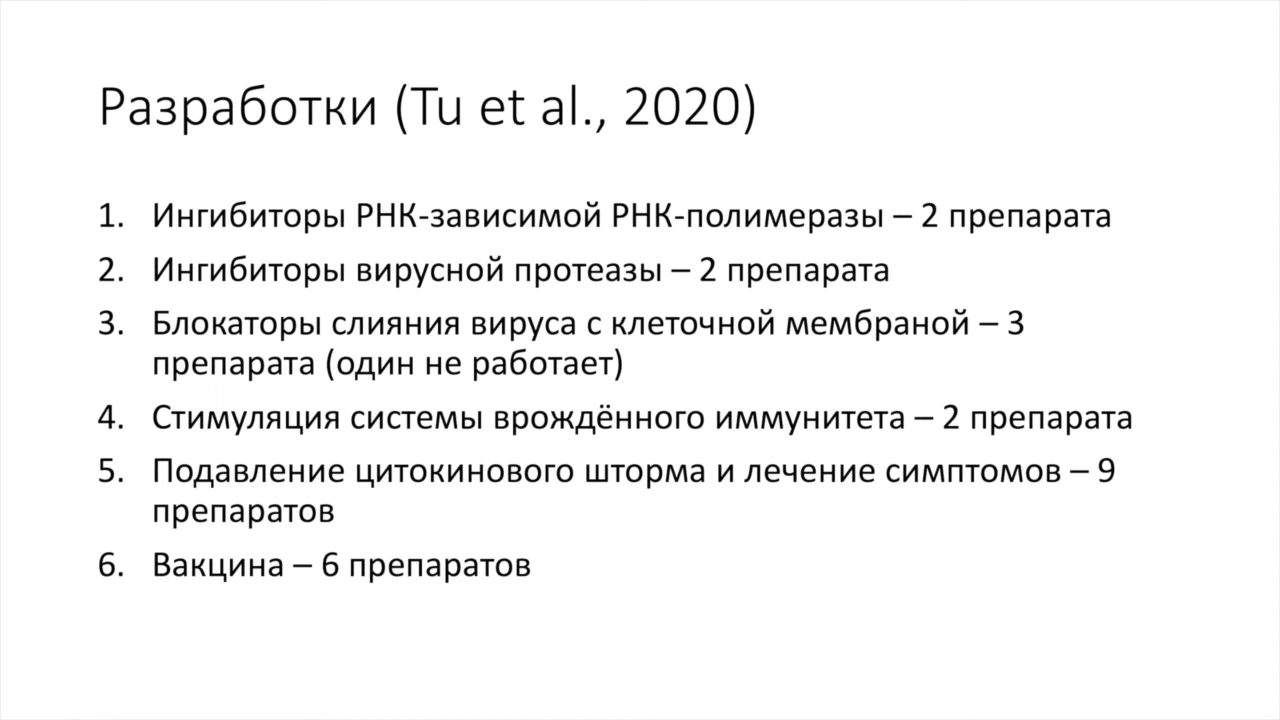 Разработки (Tu et al., 2020)
1. Ингибиторы РНК-зависимой РНК-полимеразы – 2 препарата
2. Ингибиторы вирусной протеазы – 2 препарата
3. Блокаторы слияния вируса с клеточной мембраной – 3
препарата (один не работает)
4. Стимуляция системы врождённого иммунитета – 2 препарата
5. Подавление цитокинового шторма и лечение симптомов – 9
препаратов
6. Вакцина – 6 препаратов